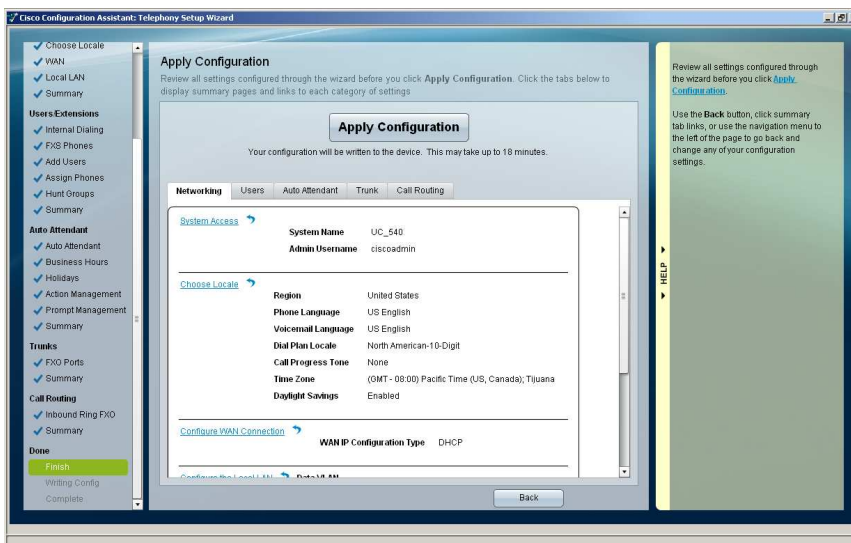 Cisco Configuration Assistant: Telephony Setup Wizard
Choose Locale
WAN
Local LAN
Summary
Users/Extensions
Internal Dialing
FXS Phones
Add Users
Assign Phones
Hunt Groups
Summary
Auto Attendant
Auto Attendant
Business Hours
Holidays
Action Management
Prompt Management
Summary
Trunks
FXO Ports
Summary
Call Routing
Inbound Ring FXO
Summary
Done
Finish
Writing Config
Complete
Apply Configuration
Review all settings configured through the wizard before you click Apply Configuration. Click the tabs below to
display summary pages and links to each category of settings
Apply Configuration
Your configuration will be written to the device. This may take up to 18 minutes.
Networking Users Auto Attendant Trunk Call Routing
System Access
System Name UC_540
Admin Username ciscoadmin
Choose Locale
Region United States
Phone Language US English
Voicemail Language US English
Dial Plan Locale North American-10-Digit
Call Progress Tone None
Time Zone (GMT - 08:00) Pacific Time (US, Canada); Tijuana
Daylight Savings Enabled
Configure WAN Connection
WAN IP Configuration Type DHCP
Configure the Local LAN Data VLAN
Back
HELP
Review all settings configured through
the wizard before you click Apply
Configuration.
Use the Back button, click summary
tab links, or use the navigation menu to
the left of the page to go back and
change any of your configuration
settings.